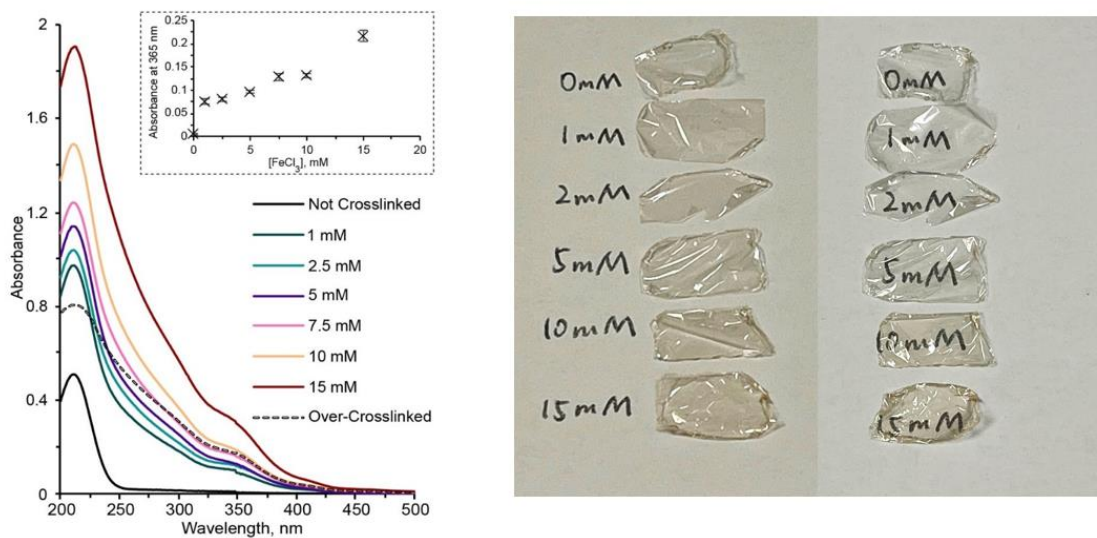 2
1.6
1.2
0.8
0.4
0
Absorbance
200 250 300 350 400 450 500
Wavelength, nm
0.25
0.2
0.15
0.1
0.05
0
Absorbance at 365 nm
0 5 10 15 20
[FeCl₃], mM
Not Crosslinked
1 mM
2.5 mM
5 mM
7.5 mM
10 mM
15 mM
Over-Crosslinked
0mM
1mM
2mM
5mM
10mM
15mM
0mM
1mM
2mM
5mM
10mM
15mM